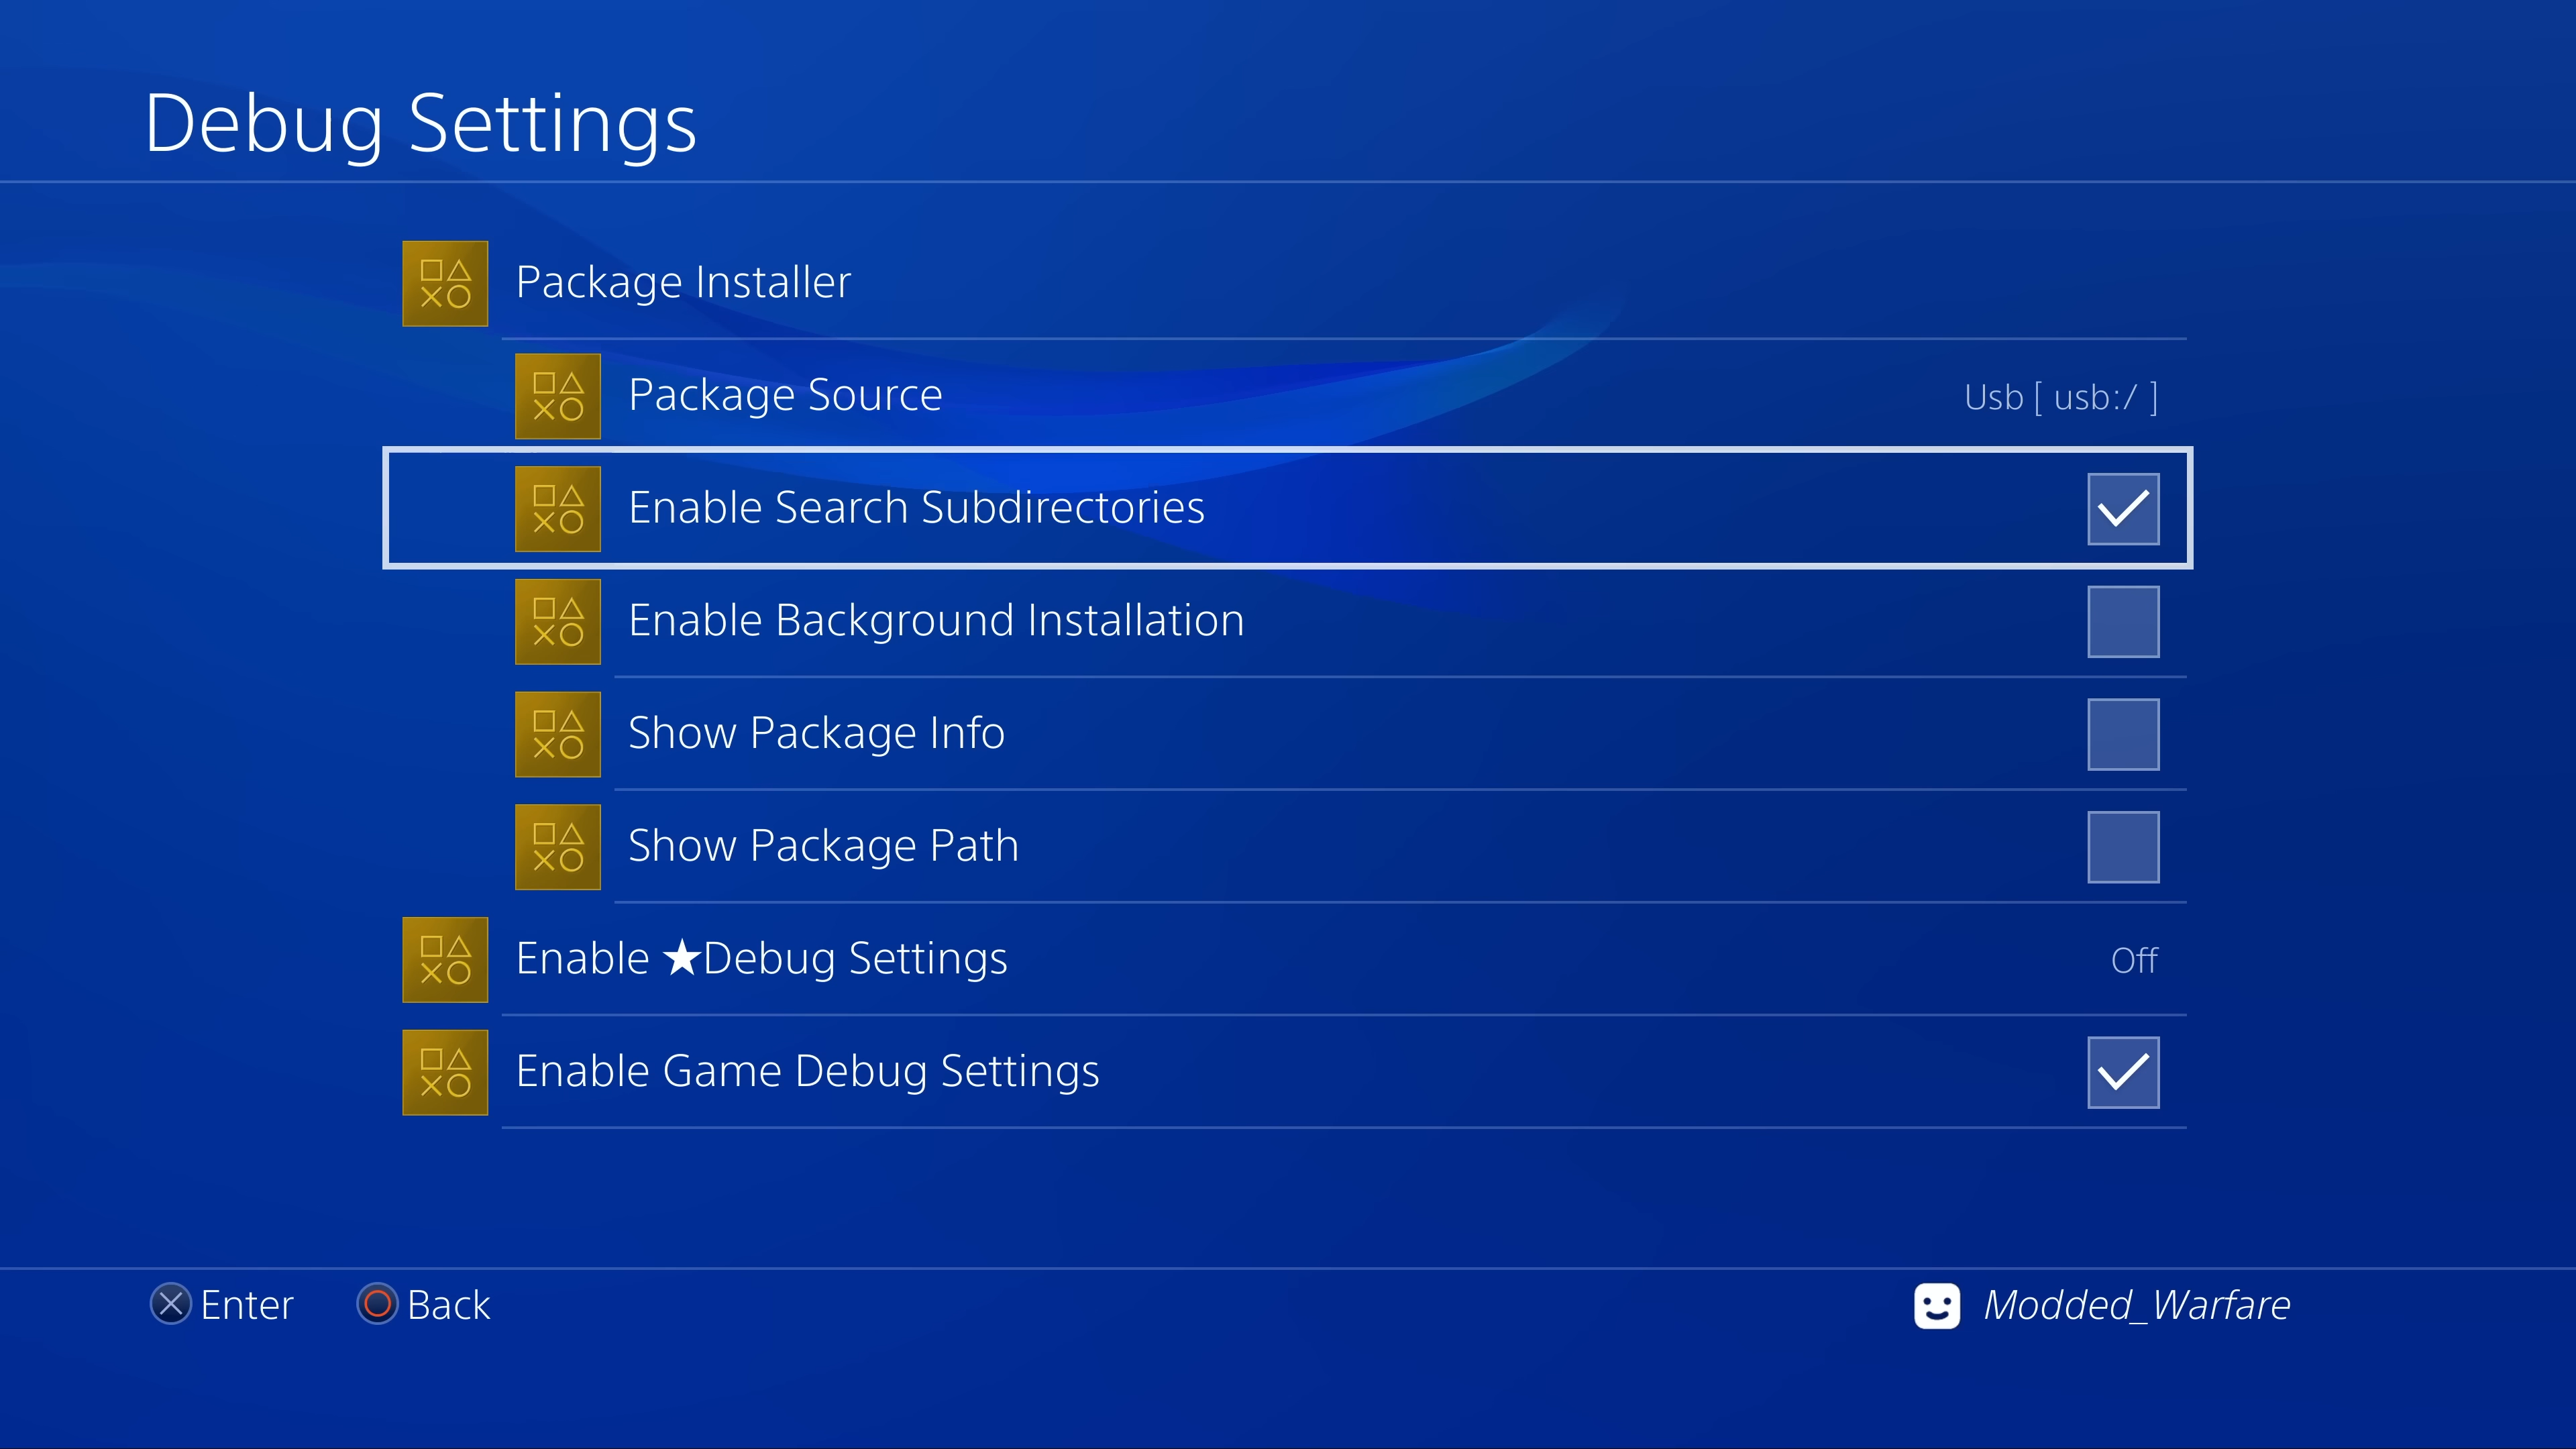 Debug Settings
Package Installer
Package Source Usb [ usb:/ ]
Enable Search Subdirectories
Enable Background Installation
Show Package Info
Show Package Path
Enable ★Debug Settings Off
Enable Game Debug Settings
Enter Back Modded_Warfare